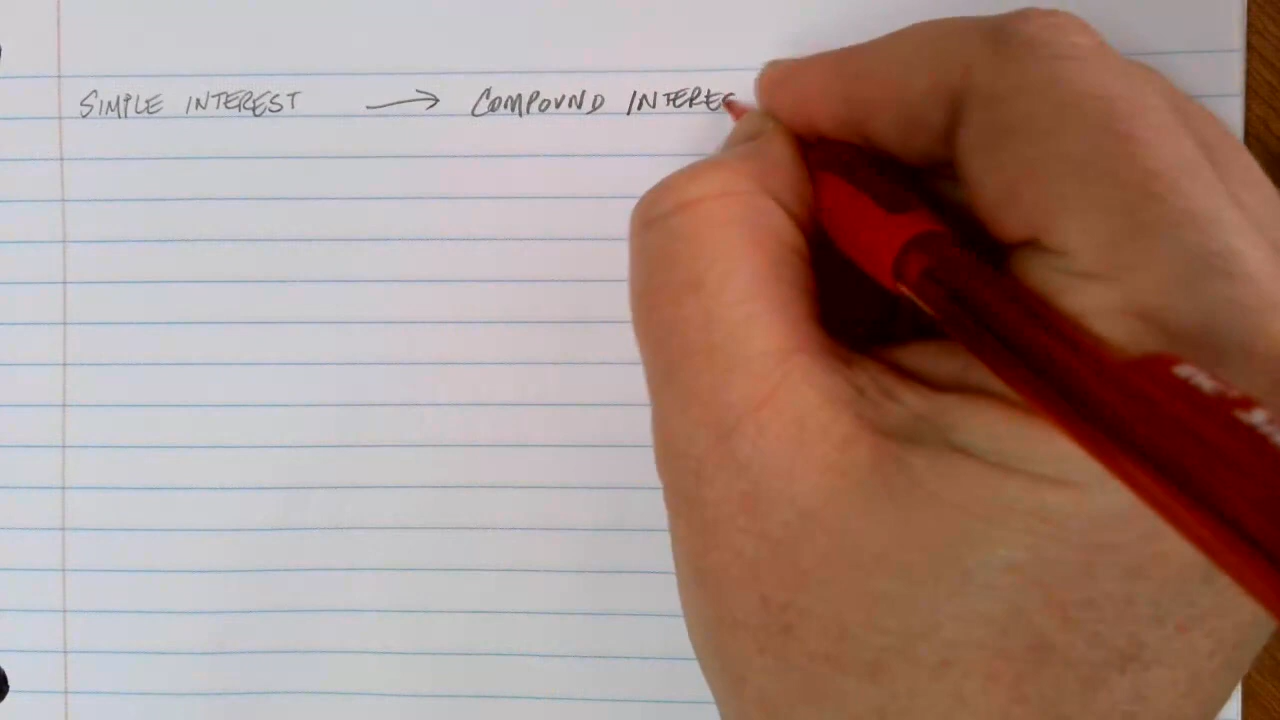 SIMPLE INTEREST → COMPOUND INTERES